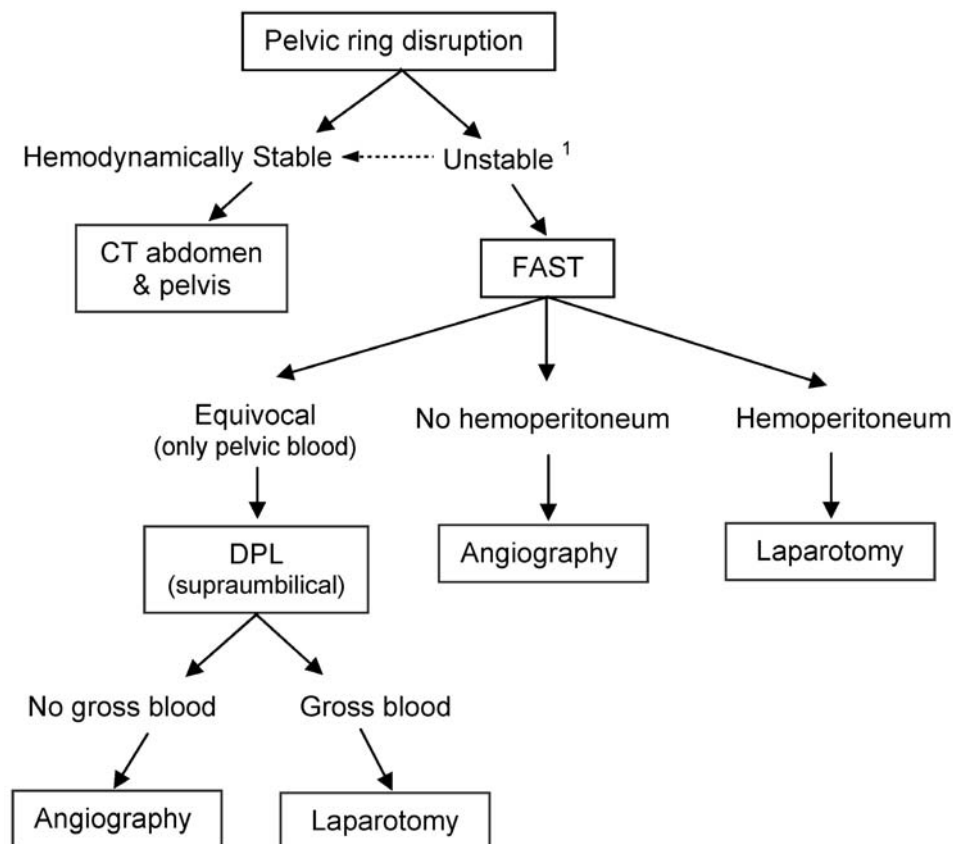 Pelvic ring disruption
Hemodynamically Stable
Unstable 1
CT abdomen
& pelvis
FAST
Equivocal
(only pelvic blood)
No hemoperitoneum
Hemoperitoneum
DPL
(supraumbilical)
Angiography
Laparotomy
No gross blood
Gross blood
Angiography
Laparotomy